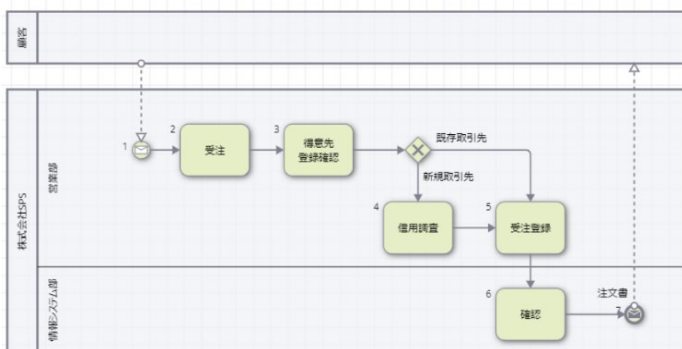 顧客
株式会社SPS
営業部
1
2
受注
3
得意先
登録確認
既存取引先
新規取引先
4
信用調査
5
受注登録
情報システム部
6
確認
注文書
7